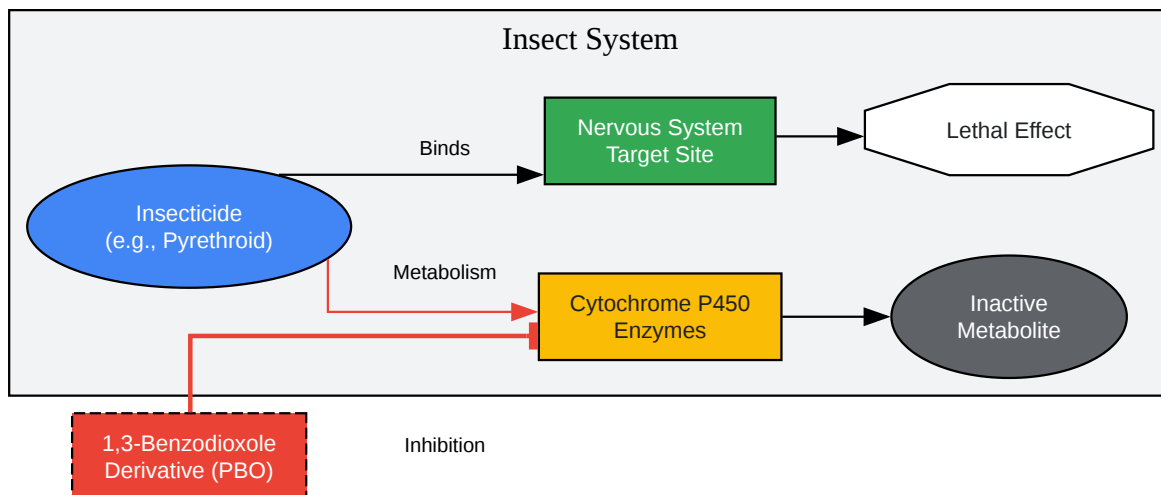 Insect System
Binds
Nervous System
Target Site
Lethal Effect
Insecticide
(e.g., Pyrethroid)
Metabolism
Cytochrome P450
Enzymes
Inactive
Metabolite
1,3-Benzodioxole
Derivative (PBO)
Inhibition